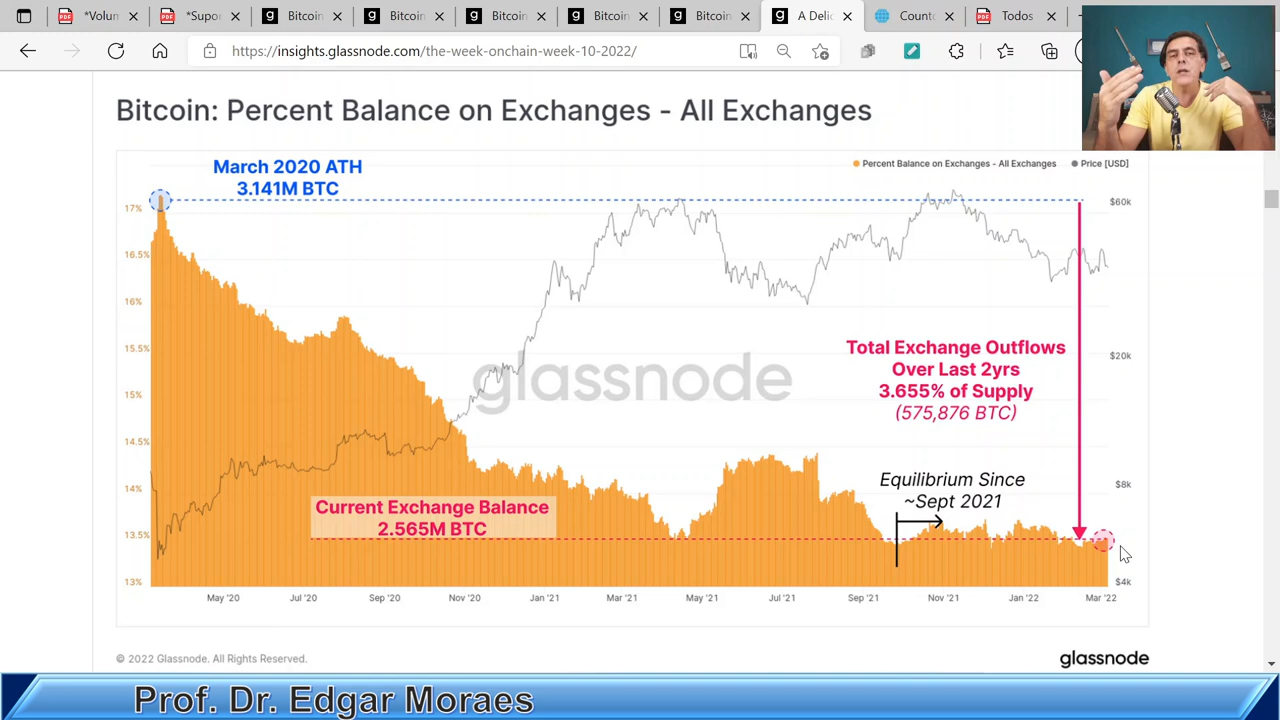 *Volun
*Supo
Bitcoin
Bitcoin
Bitcoin
Bitcoin
Bitcoin
A Delic
Count
Todos
https://insights.glassnode.com/the-week-onchain-week-10-2022/
Bitcoin: Percent Balance on Exchanges - All Exchanges
Percent Balance on Exchanges - All Exchanges
Price [USD]
March 2020 ATH
3.141M BTC
17%
16.5%
16%
15.5%
15%
14.5%
14%
13.5%
13%
$60k
$20k
$8k
$4k
glassnode
Total Exchange Outflows
Over Last 2yrs
3.655% of Supply
(575,876 BTC)
Equilibrium Since
~Sept 2021
Current Exchange Balance
2.565M BTC
May '20
Jul '20
Sep '20
Nov '20
Jan '21
Mar '21
May '21
Jul '21
Sep '21
Nov '21
Jan '22
Mar '22
© 2022 Glassnode. All Rights Reserved.
glassnode
Prof. Dr. Edgar Moraes